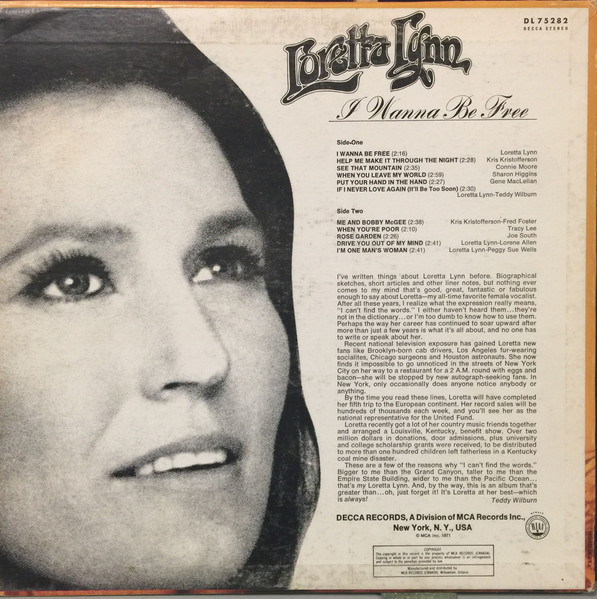 DL 75282
DECCA STEREO
Loretta Lynn
I Wanna Be Free
Side One
I WANNA BE FREE (2:16) Loretta Lynn
HELP ME MAKE IT THROUGH THE NIGHT (2:28) Kris Kristofferson
SEE THAT MOUNTAIN (2:35) Connie Moore
WHEN YOU LEAVE MY WORLD (2:59) Sharon Higgins
PUT YOUR HAND IN THE HAND (2:27) Gene MacLellan
IF I NEVER LOVE AGAIN (It'll Be Too Soon) (2:30)
Loretta Lynn-Teddy Wilburn
Side Two
ME AND BOBBY McGEE (2:38) Kris Kristofferson-Fred Foster
WHEN YOU'RE POOR (2:10) Tracy Lee
ROSE GARDEN (2:26) Joe South
DRIVE YOU OUT OF MY MIND (2:41) Loretta Lynn-Lorene Allen
I'M ONE MAN'S WOMAN (2:41) Loretta Lynn-Peggy Sue Wells
I've written things about Loretta Lynn before. Biographical
sketches, short articles and other liner notes, but nothing ever
comes to my mind that's good, great, fantastic or fabulous
enough to say about Loretta—my all-time favorite female vocalist.
After all these years, I realize what the expression really means,
"I can't find the words." I either haven't heard them...they're
not in the dictionary...or I'm too dumb to know how to use them.
Perhaps the way her career has continued to soar upward after
more than just a few years is what it's all about, and no one has
to write or speak about her.
Recent national television exposure has gained Loretta new
fans like Brooklyn-born cab drivers, Los Angeles fur-wearing
socialites, Chicago surgeons and Houston astronauts. She now
finds it impossible to go unnoticed in the streets of New York
City on her way to a restaurant for a 2 A.M. round with eggs and
bacon—she will be stopped by new autograph-seeking fans. In
New York, only occasionally does anyone notice anybody or
anything.
By the time you read these lines, Loretta will have completed
her fifth trip to the European continent. Her record sales will be
hundreds of thousands each week, and you'll see her as the
national representative for the United Fund.
Loretta recently got a lot of her country music friends together
and arranged a Louisville, Kentucky, benefit show. Over two
million dollars in donations, door admissions, plus university
and college scholarship grants were received, to be distributed
to more than one hundred children left fatherless in a Kentucky
coal mine disaster.
These are a few of the reasons why "I can't find the words."
Bigger to me than the Grand Canyon, taller to me than the
Empire State Building, wider to me than the Pacific Ocean...
that's my Loretta Lynn. And, by the way, this is an album that's
greater than...oh, just forget it! It's Loretta at her best—which
is always! Teddy Wilburn
DECCA RECORDS, A Division of MCA Records Inc.,
New York, N. Y., USA
© MCA Inc. 1971
COPYRIGHT
Manufactured and distributed by
MCA RECORDS (CANADA), Willowdale, Ontario